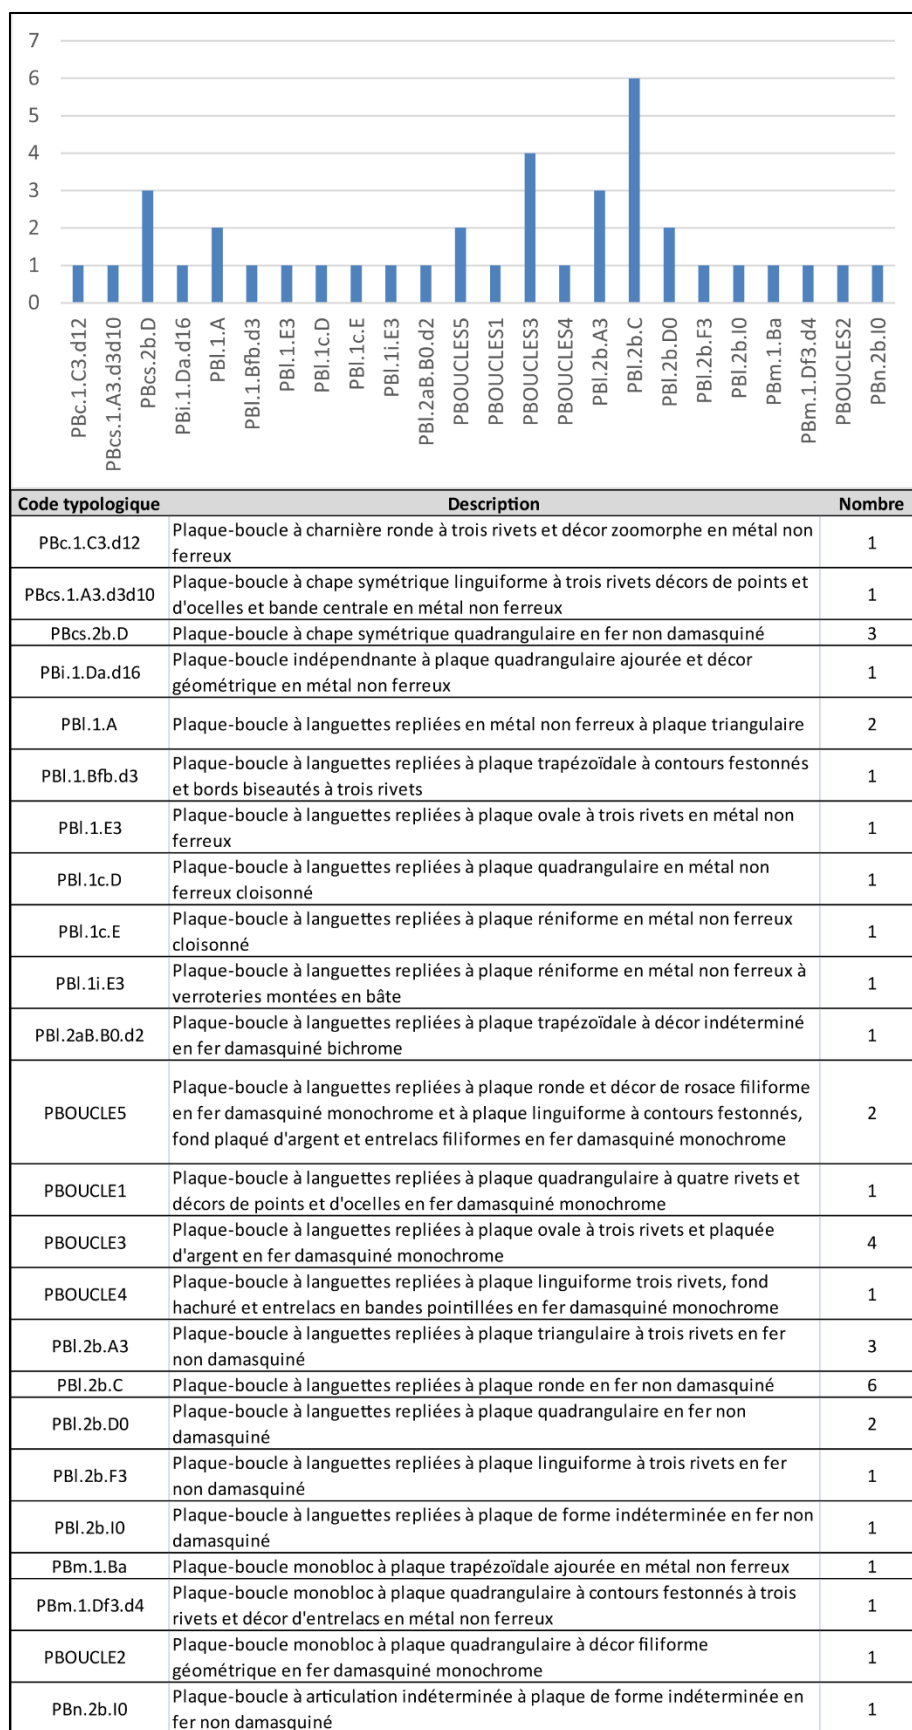 7
6
5
4
3
2
1
0
PBc.1.C3.d12
PBcs.1.A3.d3d10
PBcs.2b.D
PBi.1.Da.d16
PBl.1.A
PBl.1.Bfb.d3
PBl.1.E3
PBl.1c.D
PBl.1c.E
PBl.1i.E3
PBl.2aB.B0.d2
PBOUCLES5
PBOUCLES1
PBOUCLES3
PBOUCLES4
PBl.2b.A3
PBl.2b.C
PBl.2b.D0
PBl.2b.F3
PBl.2b.I0
PBm.1.Ba
PBm.1.Df3.d4
PBOUCLES2
PBn.2b.I0
Code typologique Description Nombre
PBc.1.C3.d12 Plaque-boucle à charnière ronde à trois rivets et décor zoomorphe en métal non 1
ferreux
PBcs.1.A3.d3d10 Plaque-boucle à chape symétrique linguiforme à trois rivets décors de points et 1
d'ocelles et bande centrale en métal non ferreux
PBcs.2b.D Plaque-boucle à chape symétrique quadrangulaire en fer non damasquiné 3
PBi.1.Da.d16 Plaque-boucle indépendnante à plaque quadrangulaire ajourée et décor 1
géométrique en métal non ferreux
PBl.1.A Plaque-boucle à languettes repliées en métal non ferreux à plaque triangulaire 2
PBl.1.Bfb.d3 Plaque-boucle à languettes repliées à plaque trapézoïdale à contours festonnés 1
et bords biseautés à trois rivets
PBl.1.E3 Plaque-boucle à languettes repliées à plaque ovale à trois rivets en métal non 1
ferreux
PBl.1c.D Plaque-boucle à languettes repliées à plaque quadrangulaire en métal non 1
ferreux cloisonné
PBl.1c.E Plaque-boucle à languettes repliées à plaque réniforme en métal non ferreux 1
cloisonné
PBl.1i.E3 Plaque-boucle à languettes repliées à plaque réniforme en métal non ferreux à 1
verroteries montées en bâte
PBl.2aB.B0.d2 Plaque-boucle à languettes repliées à plaque trapézoïdale à décor indéterminé 1
en fer damasquiné bichrome
PBOUCLE5 Plaque-boucle à languettes repliées à plaque ronde et décor de rosace filiforme 2
en fer damasquiné monochrome et à plaque linguiforme à contours festonnés,
fond plaqué d'argent et entrelacs filiformes en fer damasquiné monochrome
PBOUCLE1 Plaque-boucle à languettes repliées à plaque quadrangulaire à quatre rivets et 1
décors de points et d'ocelles en fer damasquiné monochrome
PBOUCLE3 Plaque-boucle à languettes repliées à plaque ovale à trois rivets et plaquée 4
d'argent en fer damasquiné monochrome
PBOUCLE4 Plaque-boucle à languettes repliées à plaque linguiforme trois rivets, fond 1
hachuré et entrelacs en bandes pointillées en fer damasquiné monochrome
PBl.2b.A3 Plaque-boucle à languettes repliées à plaque triangulaire à trois rivets en fer 3
non damasquiné
PBl.2b.C Plaque-boucle à languettes repliées à plaque ronde en fer non damasquiné 6
PBl.2b.D0 Plaque-boucle à languettes repliées à plaque quadrangulaire en fer non 2
damasquiné
PBl.2b.F3 Plaque-boucle à languettes repliées à plaque linguiforme à trois rivets en fer 1
non damasquiné
PBl.2b.I0 Plaque-boucle à languettes repliées à plaque de forme indéterminée en fer non 1
damasquiné
PBm.1.Ba Plaque-boucle monobloc à plaque trapézoïdale ajourée en métal non ferreux 1
PBm.1.Df3.d4 Plaque-boucle monobloc à plaque quadrangulaire à contours festonnés à trois 1
rivets et décor d'entrelacs en métal non ferreux
PBOUCLE2 Plaque-boucle monobloc à plaque quadrangulaire à décor filiforme 1
géométrique en fer damasquiné monochrome
PBn.2b.I0 Plaque-boucle à articulation indéterminée à plaque de forme indéterminée en 1
fer non damasquiné